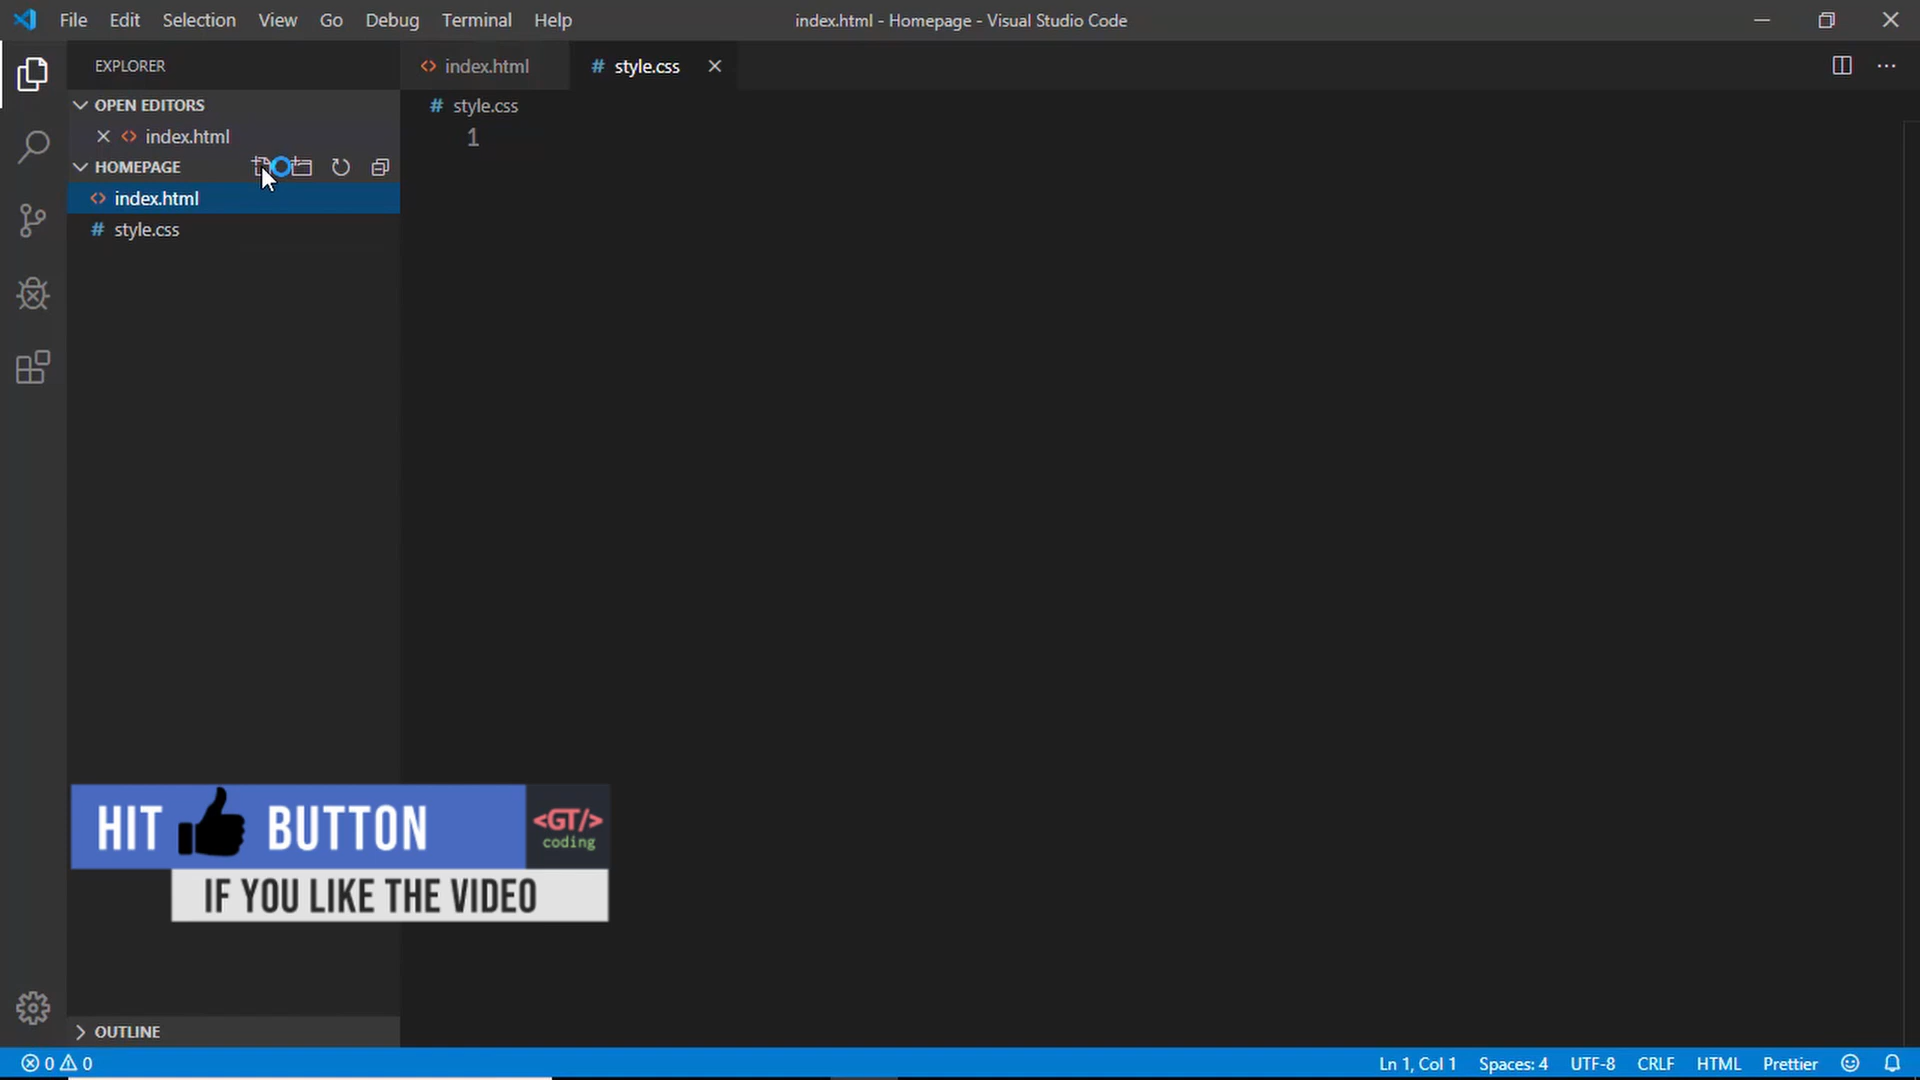 File Edit Selection View Go Debug Terminal Help
index.html - Homepage - Visual Studio Code
EXPLORER
OPEN EDITORS
index.html
HOMEPAGE
index.html
# style.css
index.html
# style.css
# style.css
1
HIT BUTTON
<GT/>
coding
IF YOU LIKE THE VIDEO
OUTLINE
0 0
Ln 1, Col 1 Spaces: 4 UTF-8 CRLF HTML Prettier